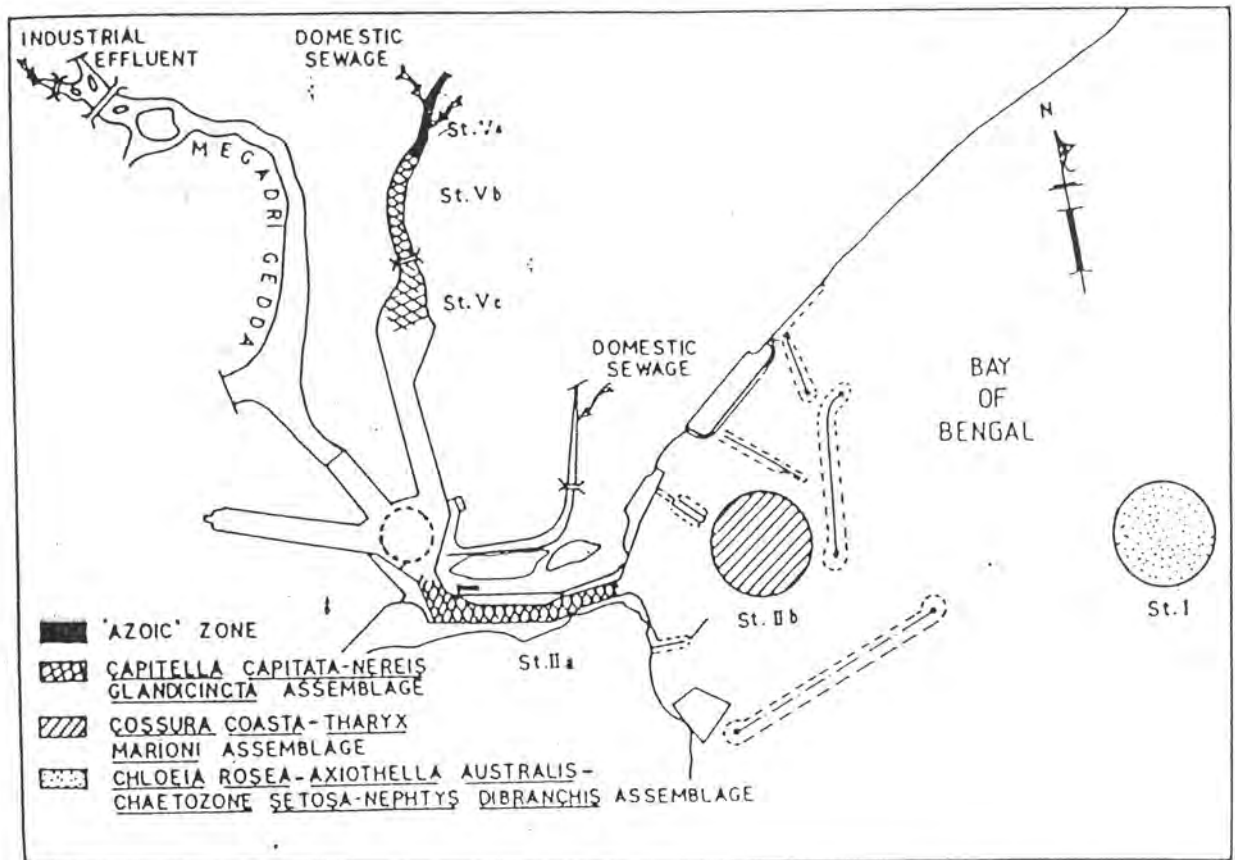 INDUSTRIAL
EFFLUENT
DOMESTIC
SEWAGE
St. Va
MEGADRI GEDDA
St. Vb
St. Vc
N
DOMESTIC
SEWAGE
BAY
OF
BENGAL
St. IIb
St. I
St. IIa
'AZOIC' ZONE
CAPITELLA CAPITATA-NEREIS
GLANDICINCTA ASSEMBLAGE
COSSURA COASTA-THARYX
MARIONI ASSEMBLAGE
CHLOEIA ROSEA-AXIOTHELLA AUSTRALIS-
CHAETOZONE SETOSA-NEPHTYS DIBRANCHIS ASSEMBLAGE